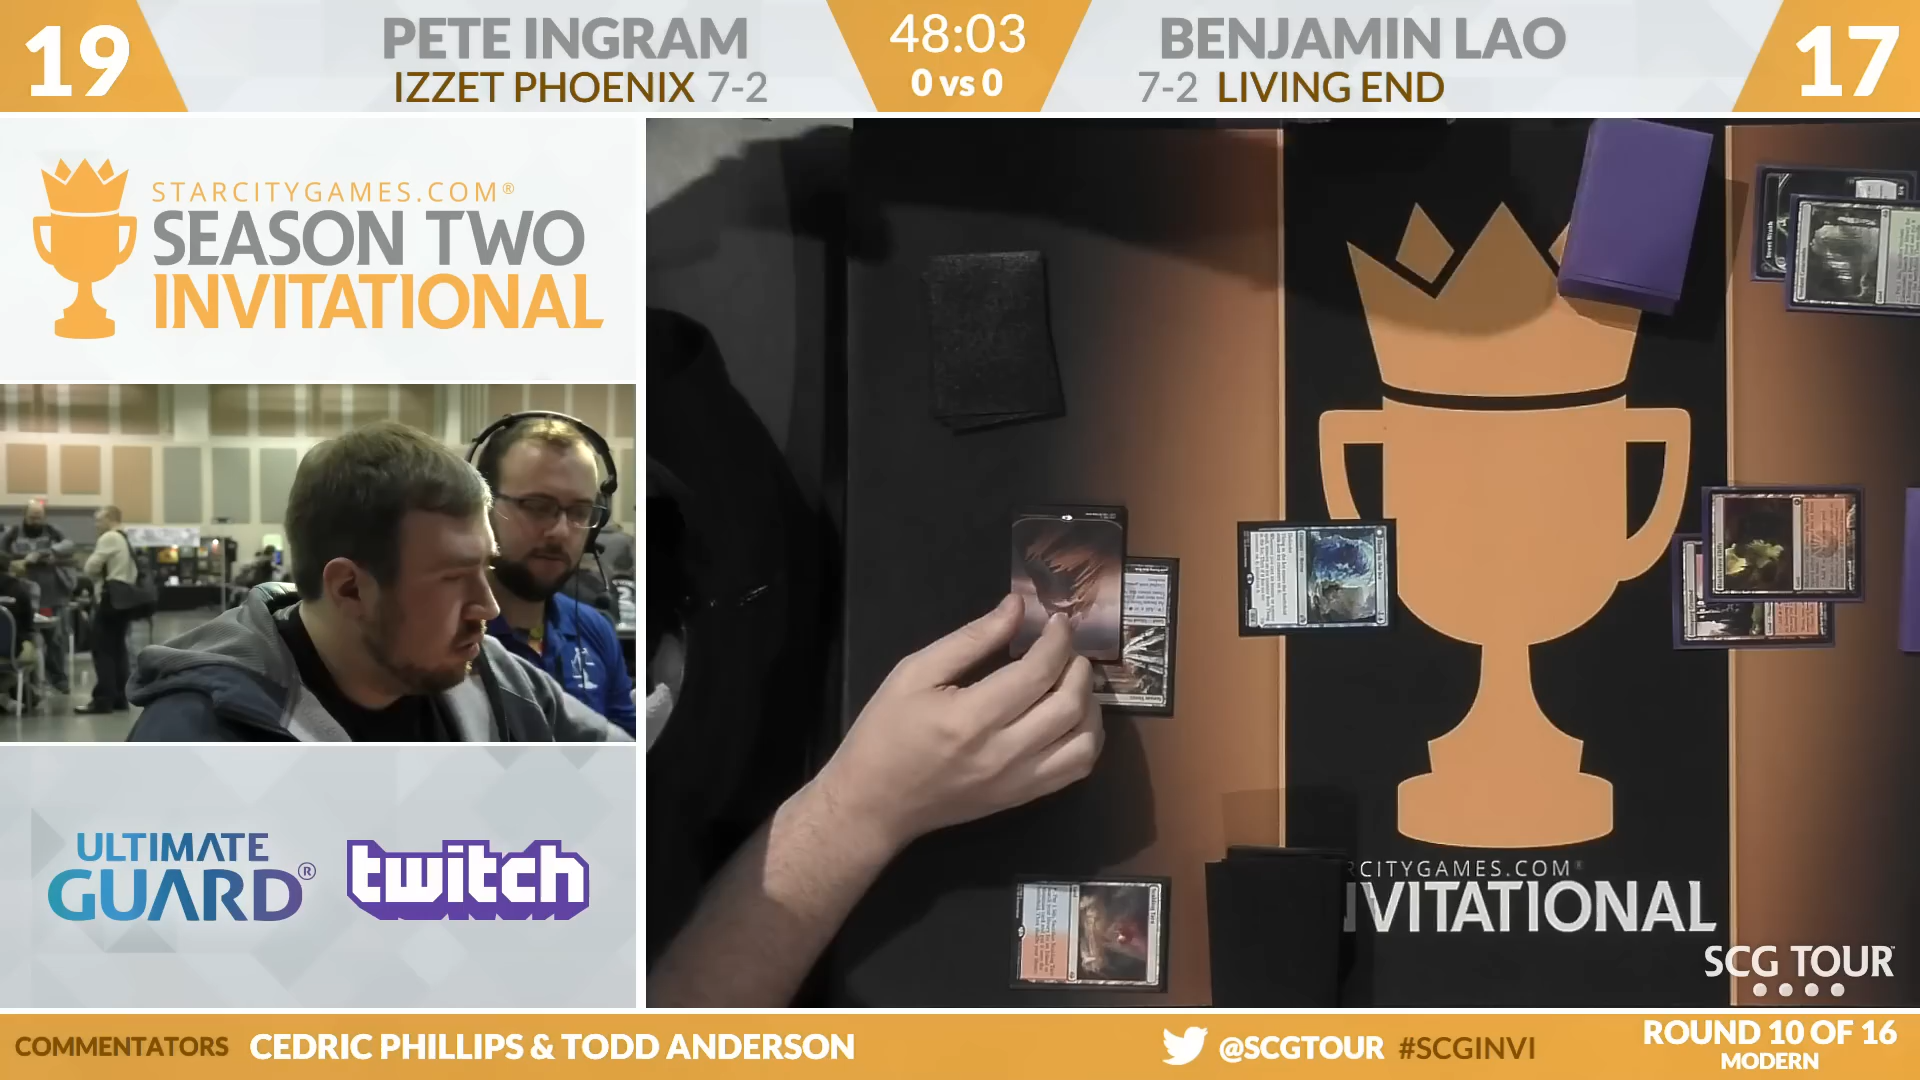 19
PETE INGRAM
IZZET PHOENIX 7-2
48:03
0 vs 0
BENJAMIN LAO
7-2 LIVING END
17
STARCITYGAMES.COM®
SEASON TWO
INVITATIONAL
ULTIMATE
GUARD®
twitch
RCITYGAMES.COM®
NVITATIONAL
SCG TOUR
COMMENTATORS CEDRIC PHILLIPS & TODD ANDERSON
@SCGTOUR #SCGINVI
ROUND 10 OF 16
MODERN